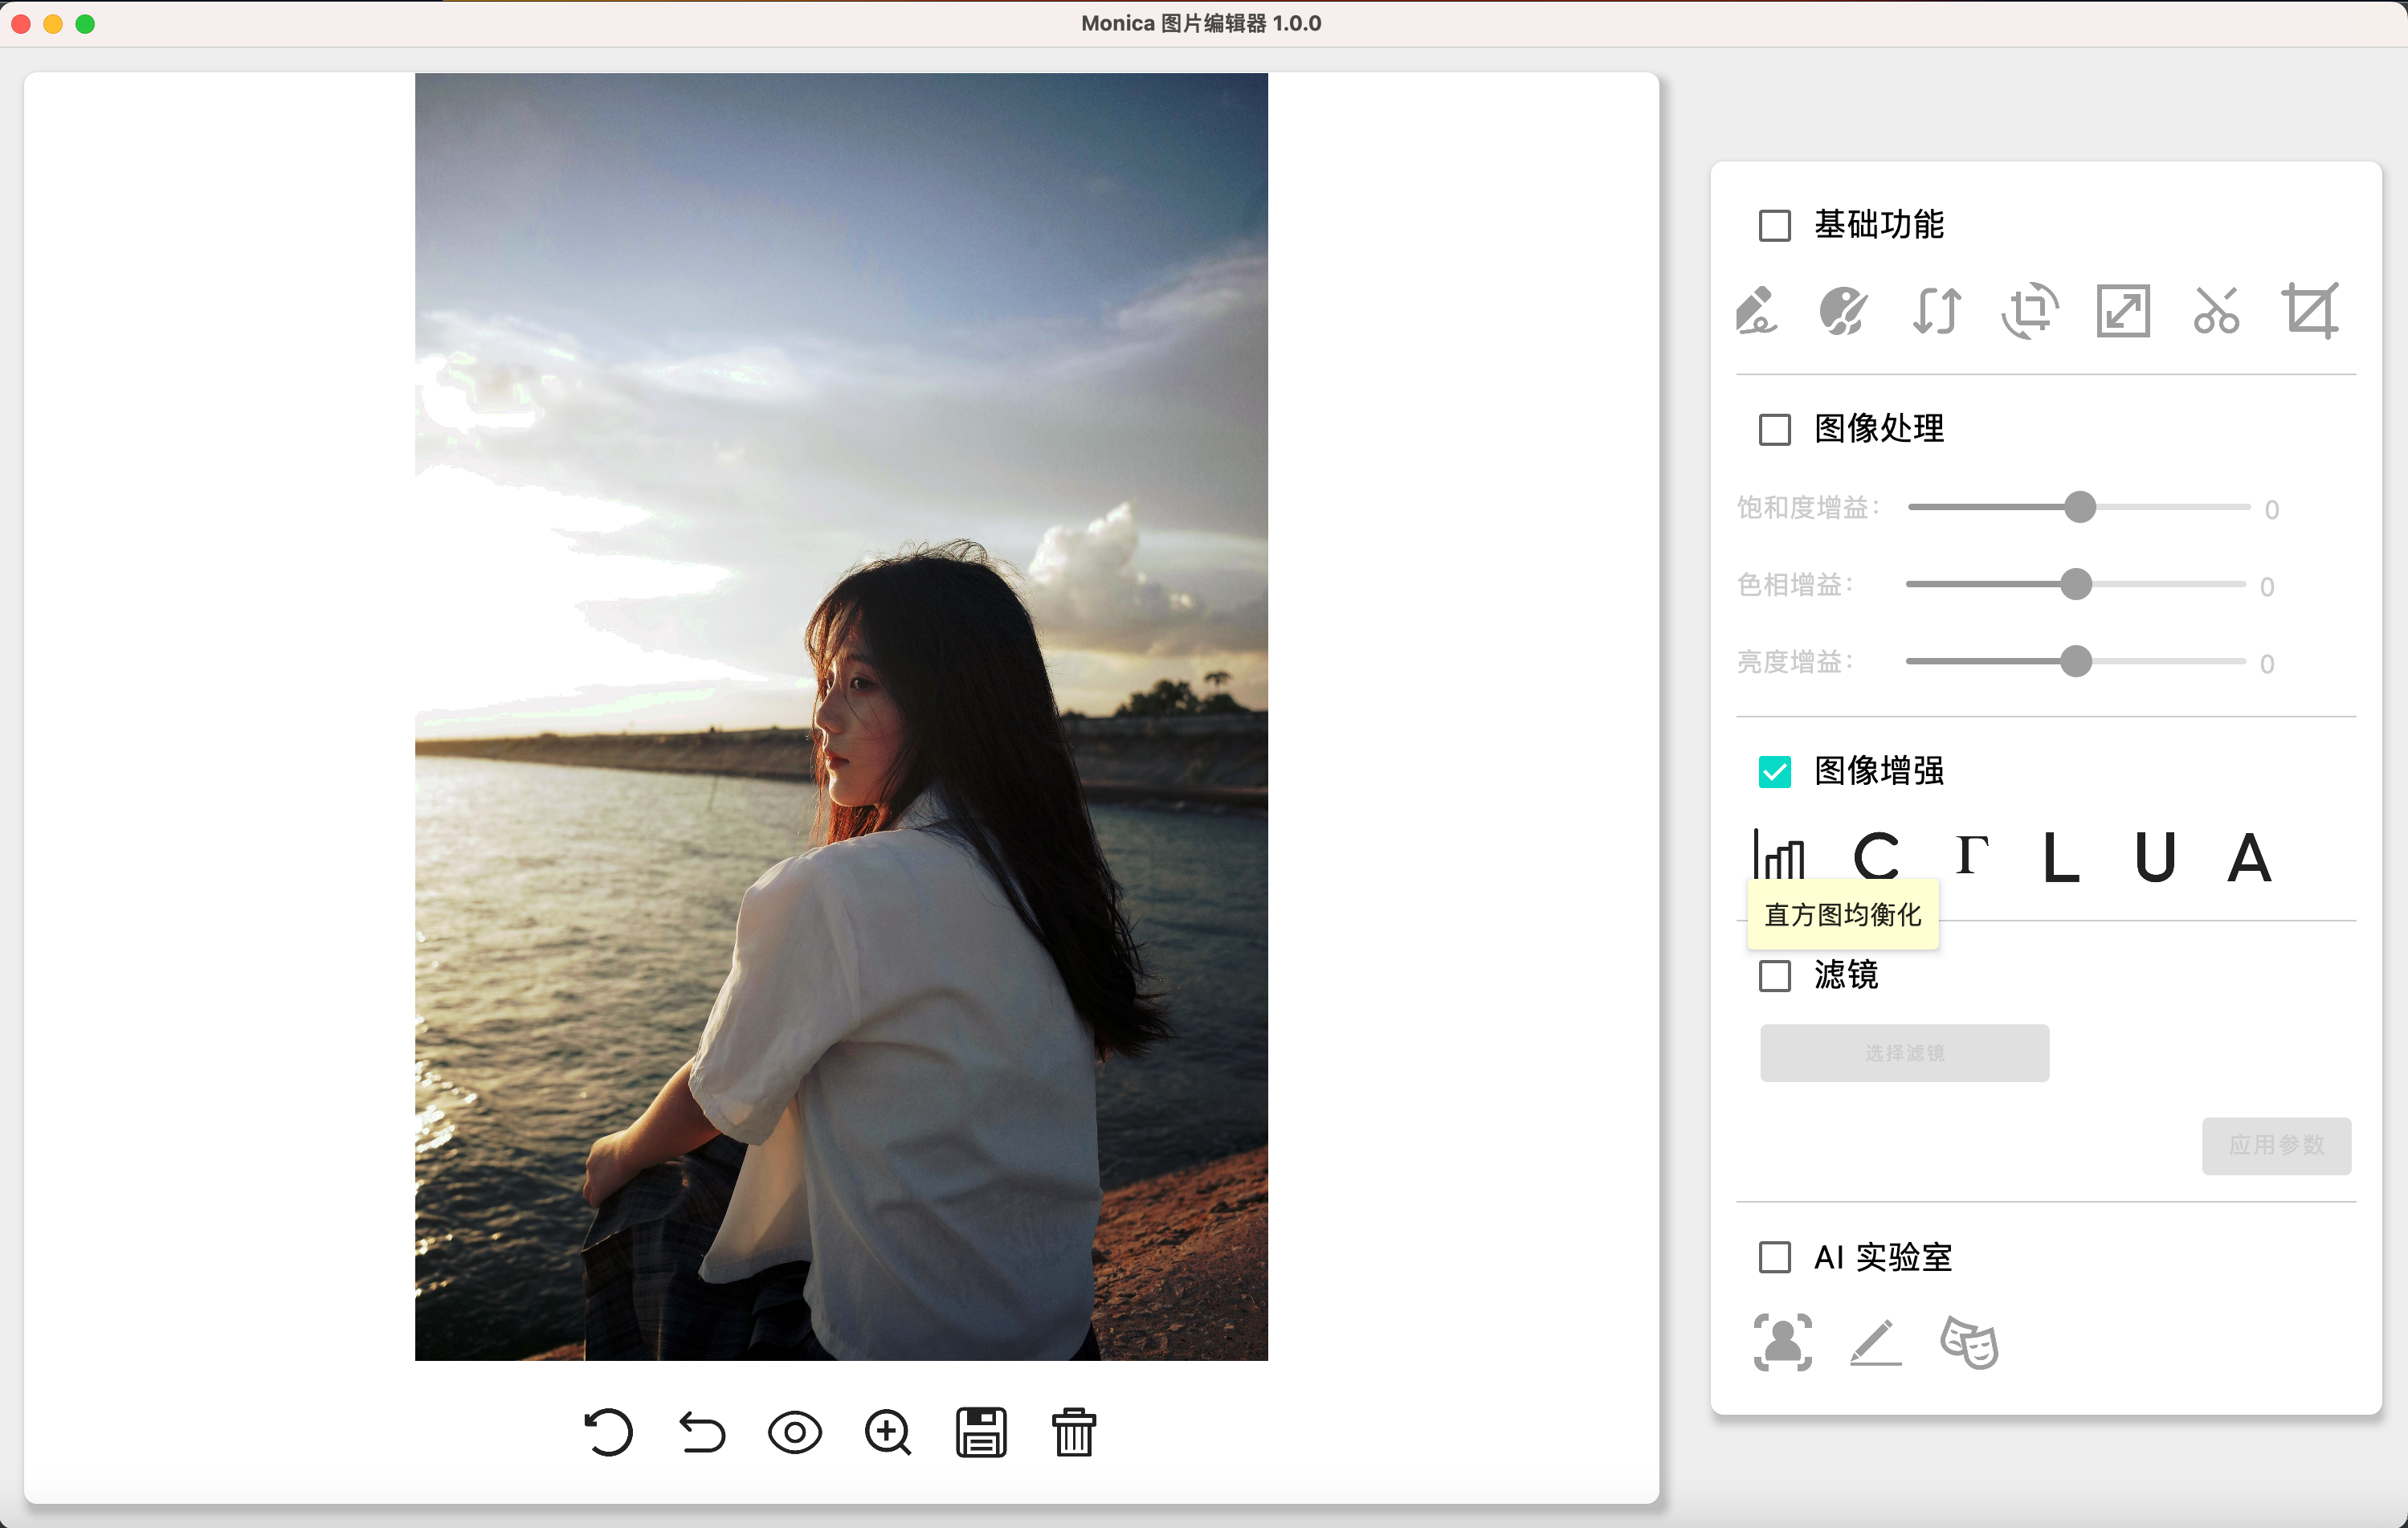 Monica 图片编辑器 1.0.0
基础功能
图像处理
饱和度增益： 0
色相增益： 0
亮度增益： 0
图像增强
C Γ L U A
直方图均衡化
滤镜
选择滤镜
应用参数
AI 实验室